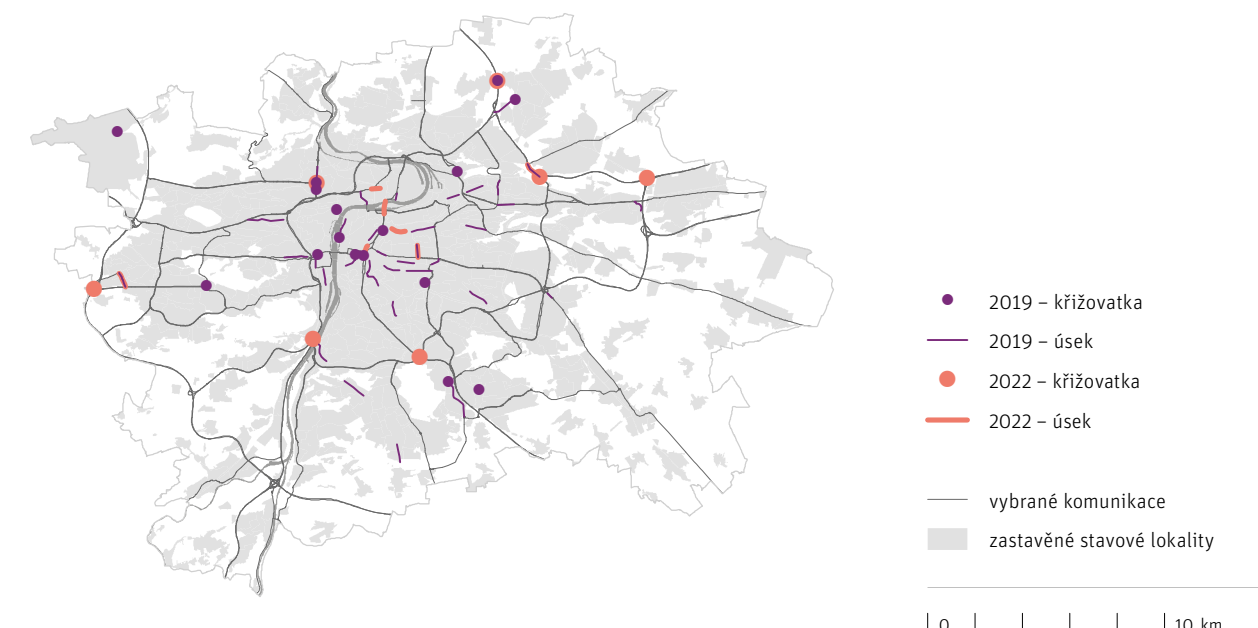 2019 – křižovatka
2019 – úsek
2022 – křižovatka
2022 – úsek
vybrané komunikace
zastavěné stavové lokality
0 10 km